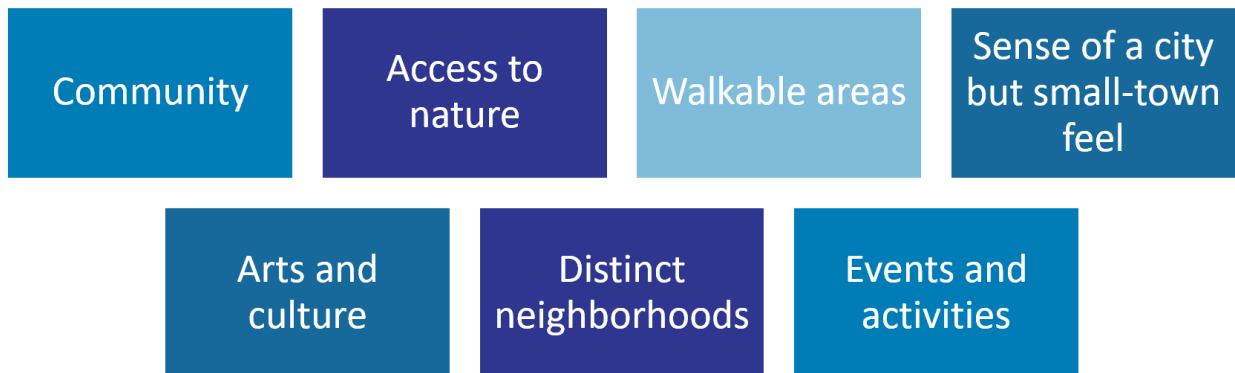 Community
Access to
nature
Walkable areas
Sense of a city
but small-town
feel
Arts and
culture
Distinct
neighborhoods
Events and
activities